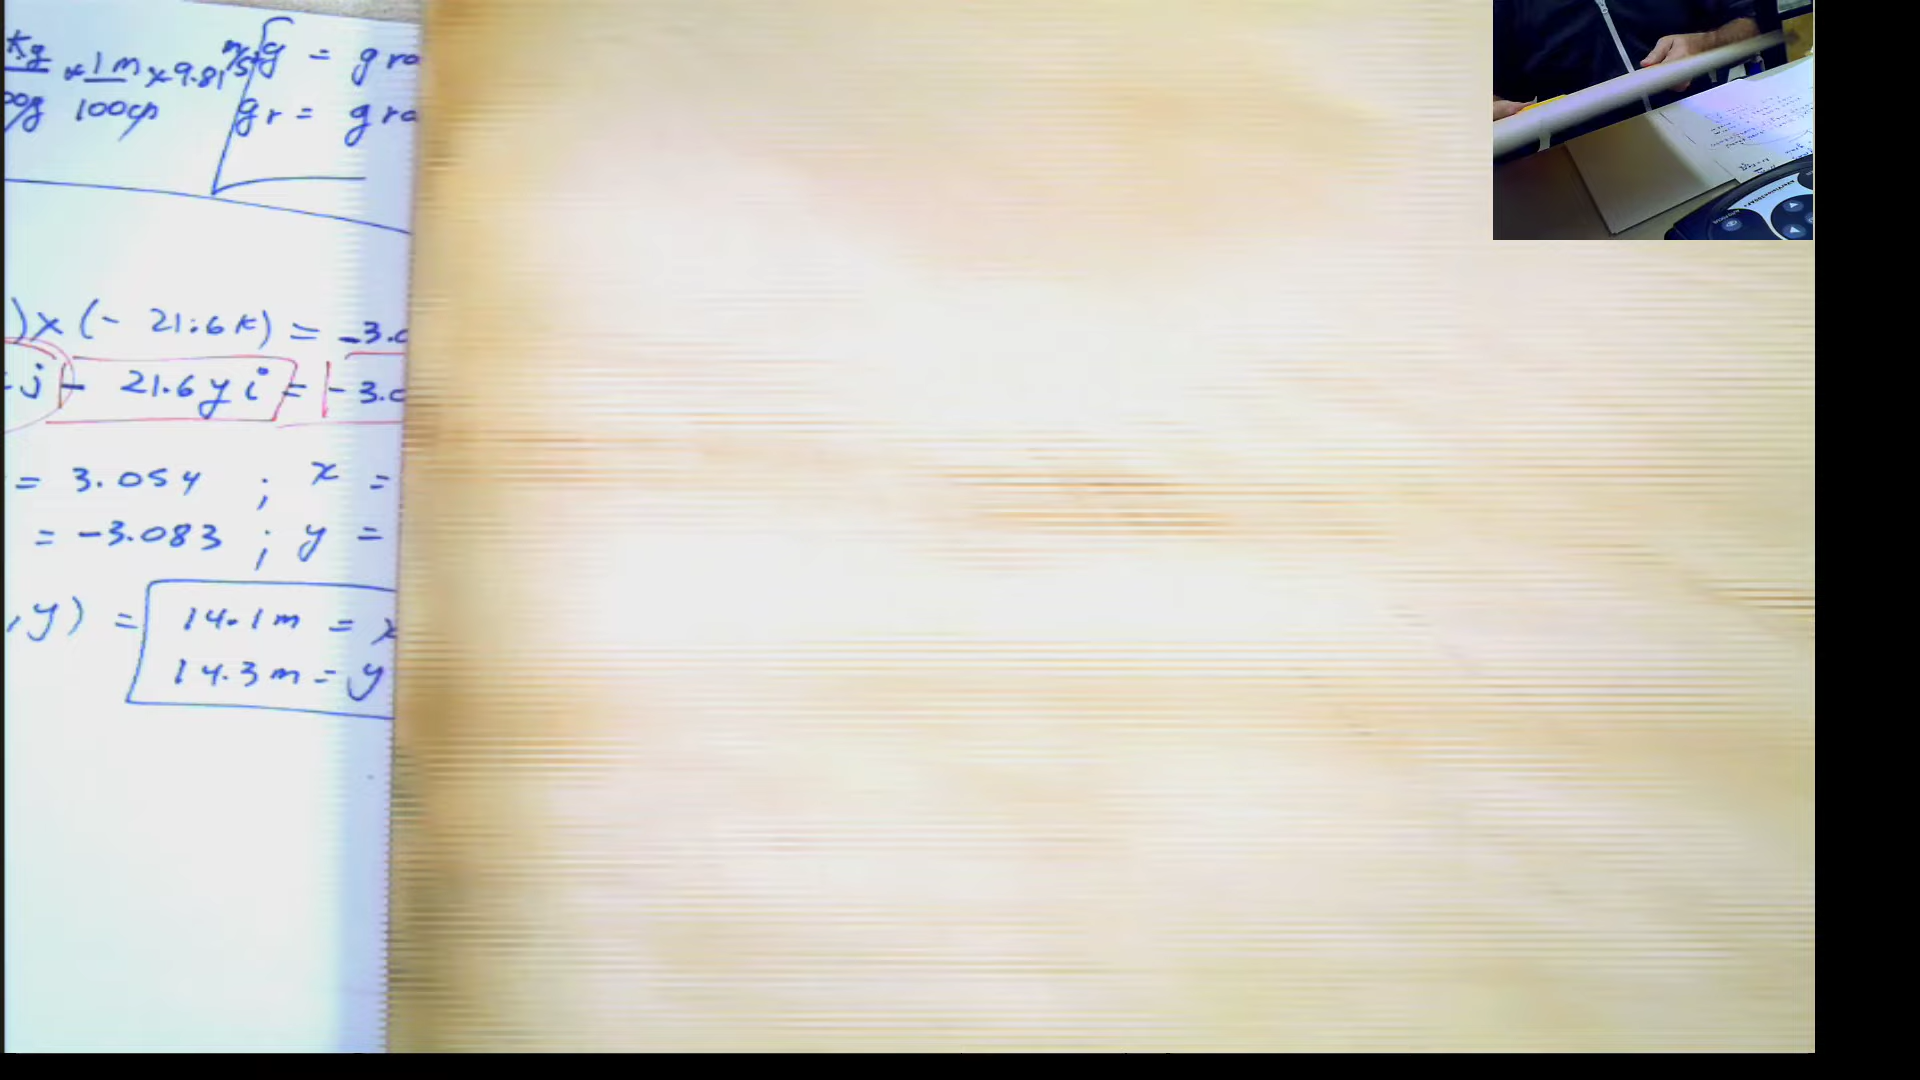 kg × 1m × 9.81 m/s² g = gra
00g 100cm gr = gra
) x (- 21.6 k) = -3.0
j - 21.6 y i = - 3.0
= 3.054 ; x =
= -3.083 ; y =
, y) = 14.1 m = x
14.3 m = y